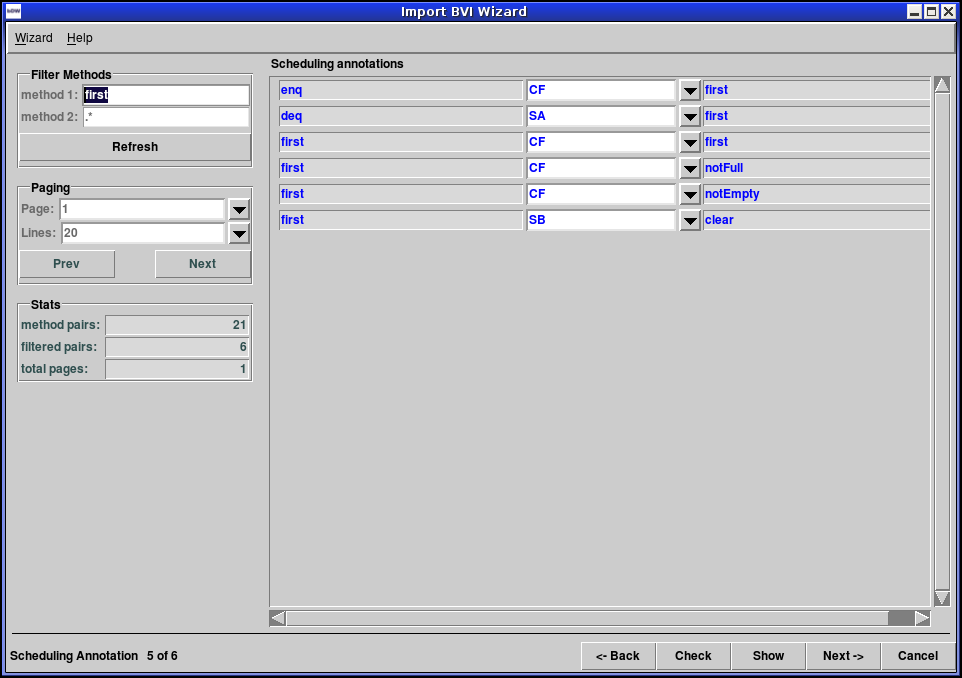 Import BVI Wizard
Wizard Help
Filter Methods
method 1: first
method 2: .*
Refresh
Paging
Page: 1
Lines: 20
Prev Next
Stats
method pairs: 21
filtered pairs: 6
total pages: 1
Scheduling annotations
enq CF first
deq SA first
first CF first
first CF notFull
first CF notEmpty
first SB clear
Scheduling Annotation 5 of 6
<- Back Check Show Next -> Cancel